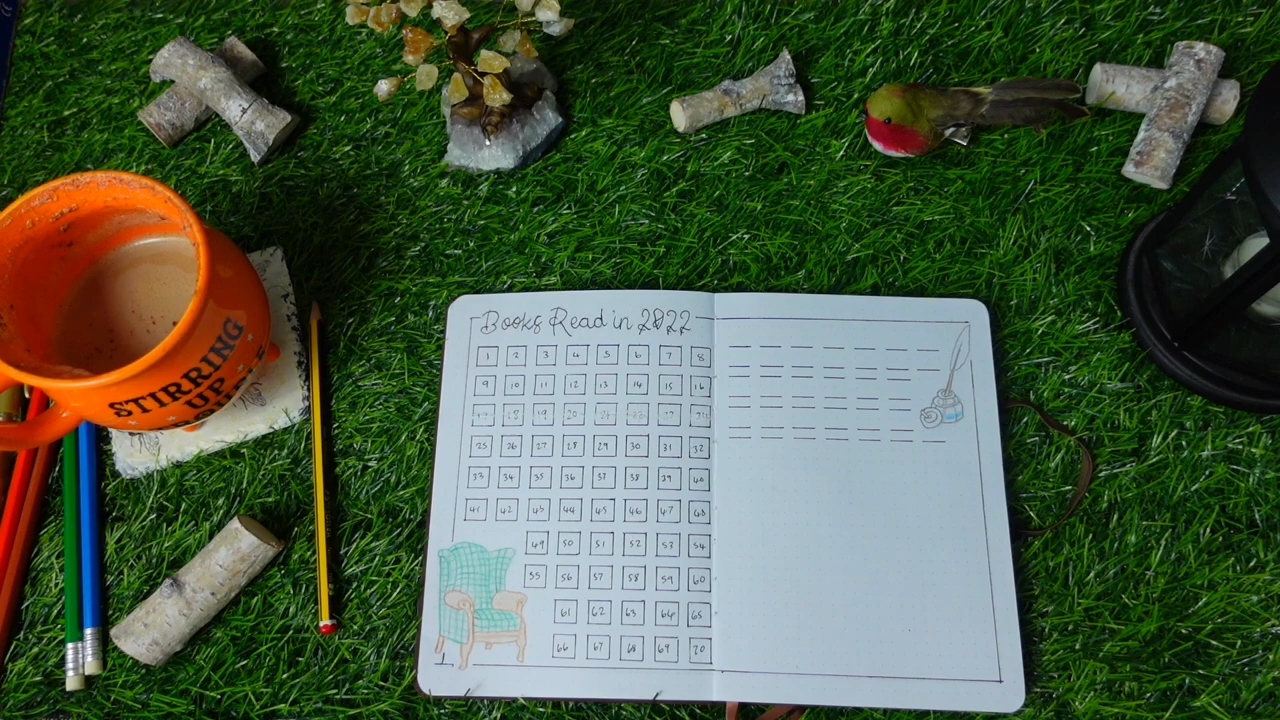 STIRRING
UP
Books Read in 2022
1 2 3 4 5 6 7 8
9 10 11 12 13 14 15 16
18 19 20
25 26 27 28 29 30 31 32
33 34 35 36 37 38 39 40
41 42 43 44 45 46 47 48
49 50 51 52 53 54
55 56 57 58 59 60
61 62 63 64 65
66 67 68 69 70